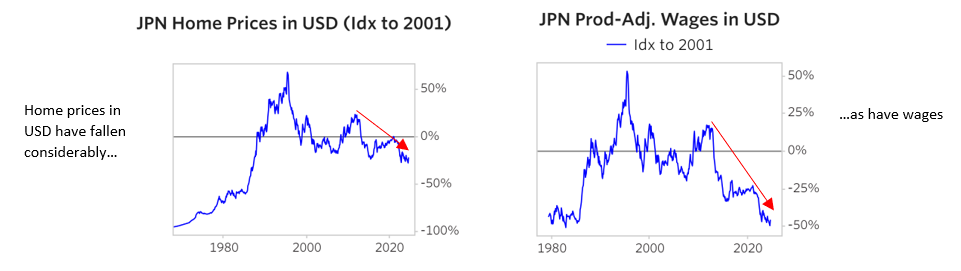 JPN Home Prices in USD (Idx to 2001)
JPN Prod-Adj. Wages in USD
Idx to 2001
Home prices in
USD have fallen
considerably...
50%
0%
-50%
-100%
1980
2000
2020
50%
25%
0%
-25%
-50%
1980
2000
2020
...as have wages